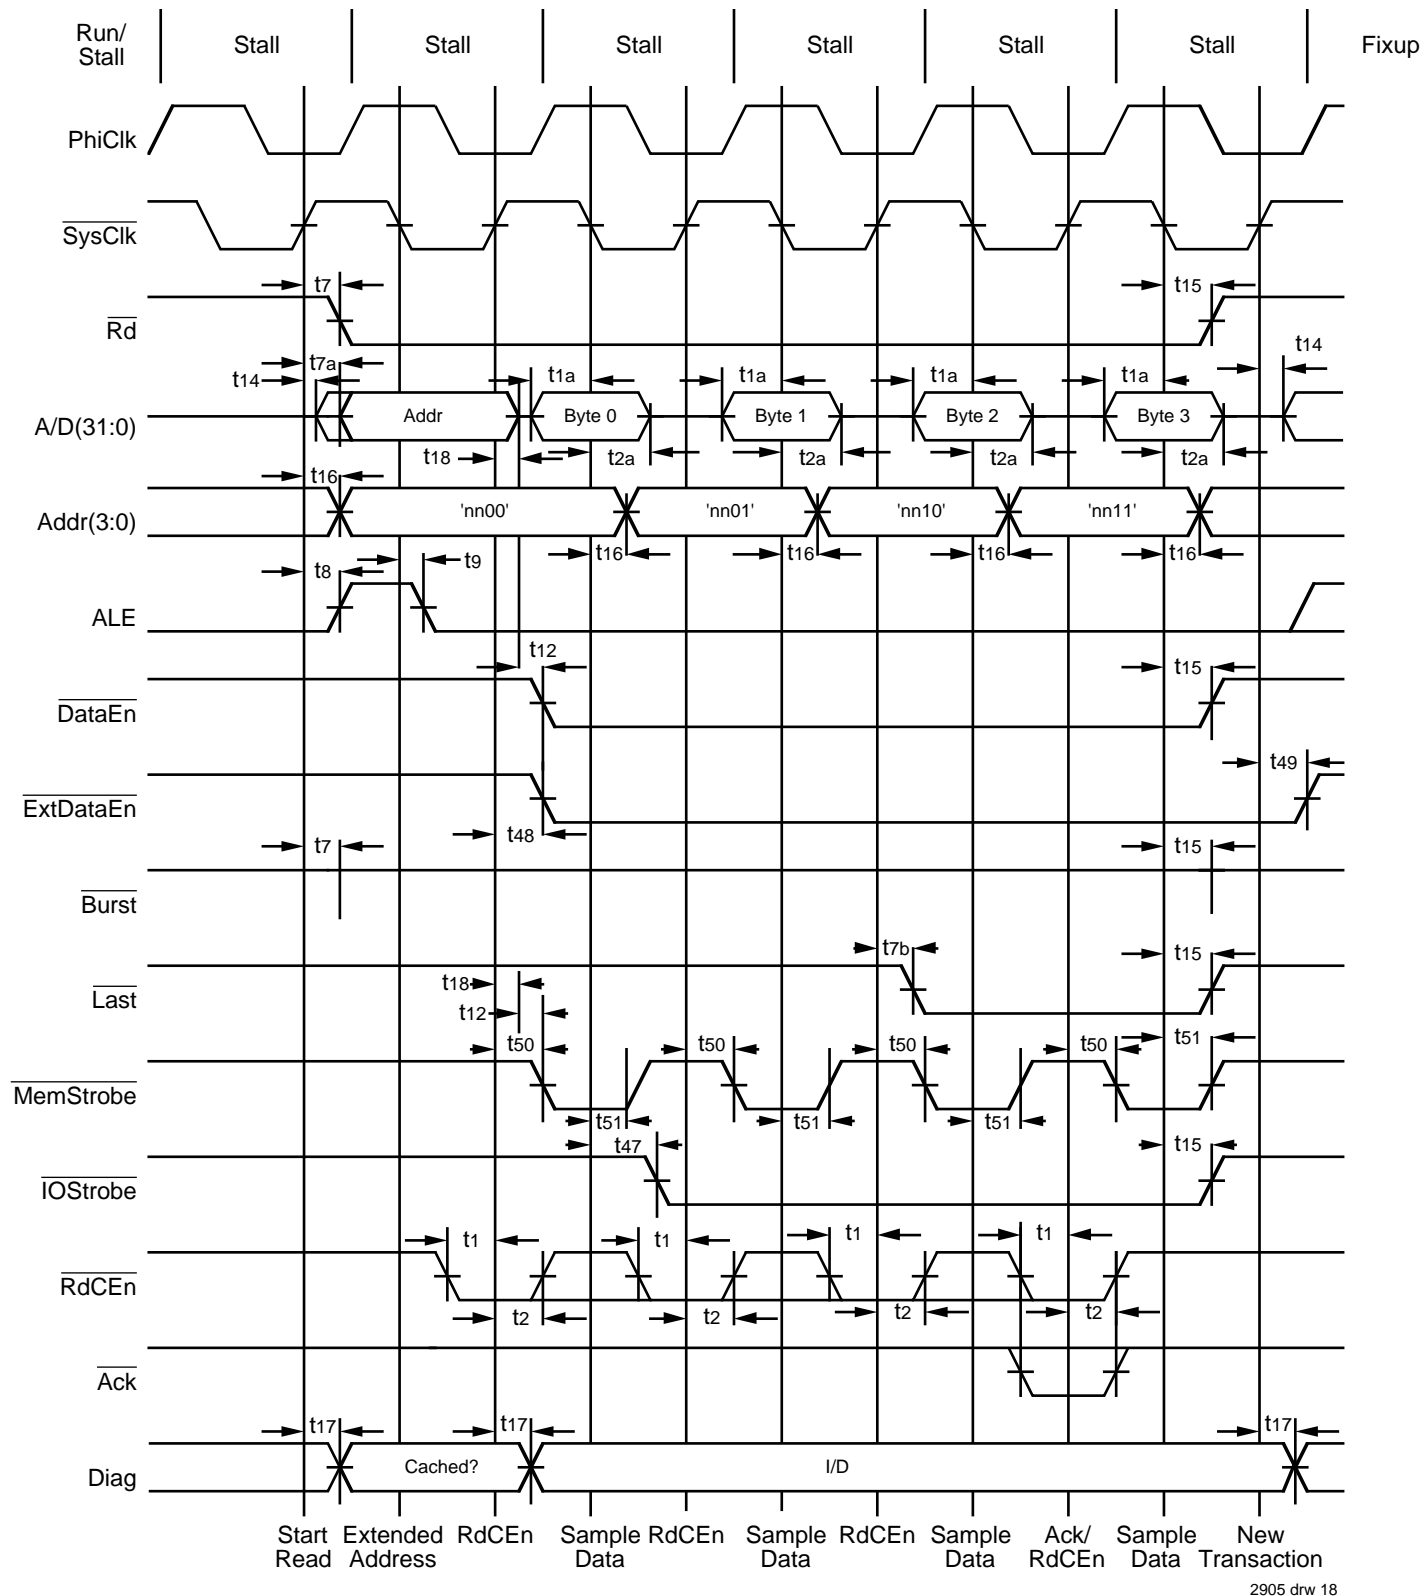 Run/
Stall
Stall
Stall
Stall
Stall
Stall
Stall
Fixup
PhiClk
SysClk
t7
t15
Rd
t7a
t14
t14
t1a
t1a
t1a
t1a
A/D(31:0)
Addr
Byte 0
Byte 1
Byte 2
Byte 3
t18
t2a
t2a
t2a
t2a
t16
Addr(3:0)
'nn00'
'nn01'
'nn10'
'nn11'
t16
t16
t16
t16
t8
t9
ALE
t12
t15
DataEn
t49
ExtDataEn
t48
t7
t15
Burst
t7b
t15
Last
t18
t12
t50
t50
t50
t50
t51
MemStrobe
t51
t51
t51
t47
t15
IOStrobe
t1
t1
t1
t1
RdCEn
t2
t2
t2
t2
Ack
t17
t17
t17
Diag
Cached?
I/D
Start
Read
Extended
Address
RdCEn
Sample
Data
RdCEn
Sample
Data
RdCEn
Sample
Data
Ack/
RdCEn
Sample
Data
New
Transaction
2905 drw 18